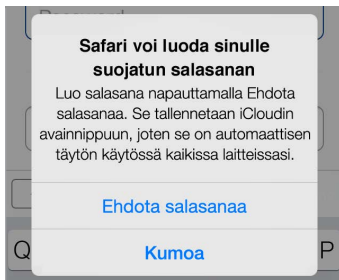 Password
Safari voi luoda sinulle
suojatun salasanan
Luo salasana napauttamalla Ehdota
salasanaa. Se tallennetaan iCloudin
avainnippuun, joten se on automaattisen
täytön käytössä kaikissa laitteissasi.
Ehdota salasanaa
Q P
Kumoa